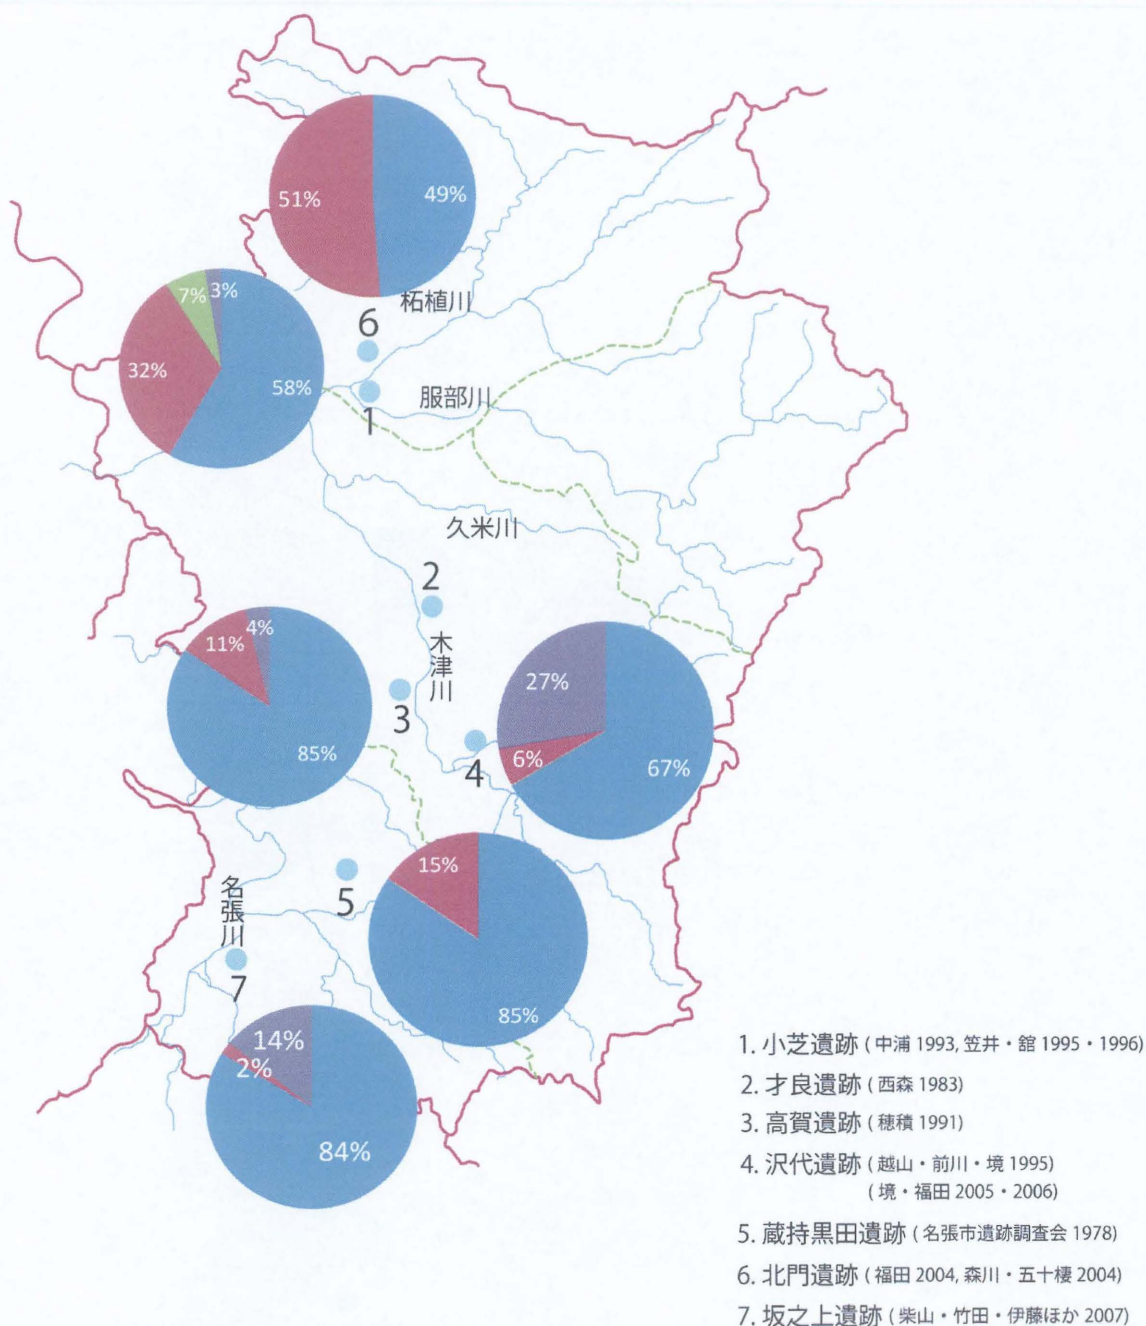 51%
49%
柘植川
6
7%
3%
32%
58%
服部川
1
久米川
2
木津川
11%
4%
85%
3
27%
6%
67%
4
15%
85%
5
名張川
7
14%
2%
84%
1. 小芝遺跡 ( 中浦 1993, 笠井・舘 1995・1996)
2. 才良遺跡 ( 西森 1983)
3. 高賀遺跡 ( 穂積 1991)
4. 沢代遺跡 ( 越山・前川・境 1995)
( 境・福田 2005・2006)
5. 蔵持黒田遺跡 ( 名張市遺跡調査会 1978)
6. 北門遺跡 ( 福田 2004, 森川・五十棲 2004)
7. 坂之上遺跡 ( 柴山・竹田・伊藤ほか 2007)